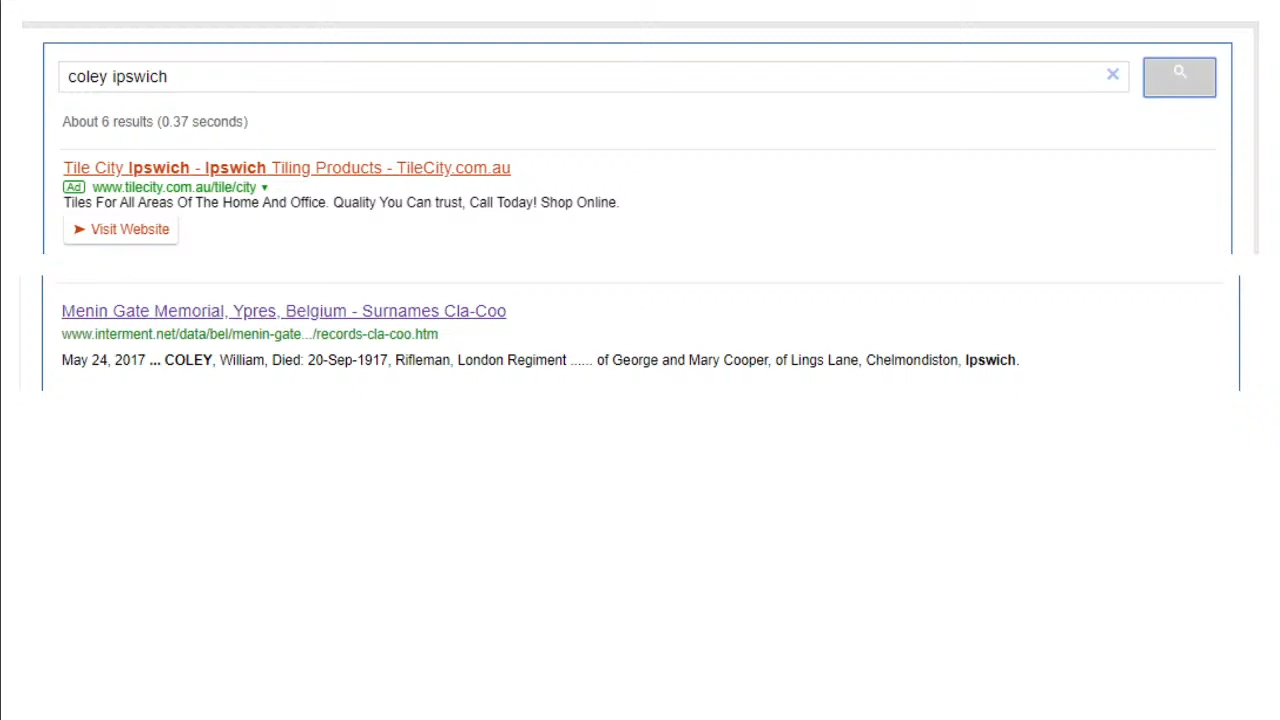 coley ipswich
About 6 results (0.37 seconds)
Tile City Ipswich - Ipswich Tiling Products - TileCity.com.au
Ad www.tilecity.com.au/tile/city
Tiles For All Areas Of The Home And Office. Quality You Can trust, Call Today! Shop Online.
Visit Website
Menin Gate Memorial, Ypres, Belgium - Surnames Cla-Coo
www.interment.net/data/bel/menin-gate.../records-cla-coo.htm
May 24, 2017 ... COLEY, William, Died: 20-Sep-1917, Rifleman, London Regiment ...... of George and Mary Cooper, of Lings Lane, Chelmondiston, Ipswich.